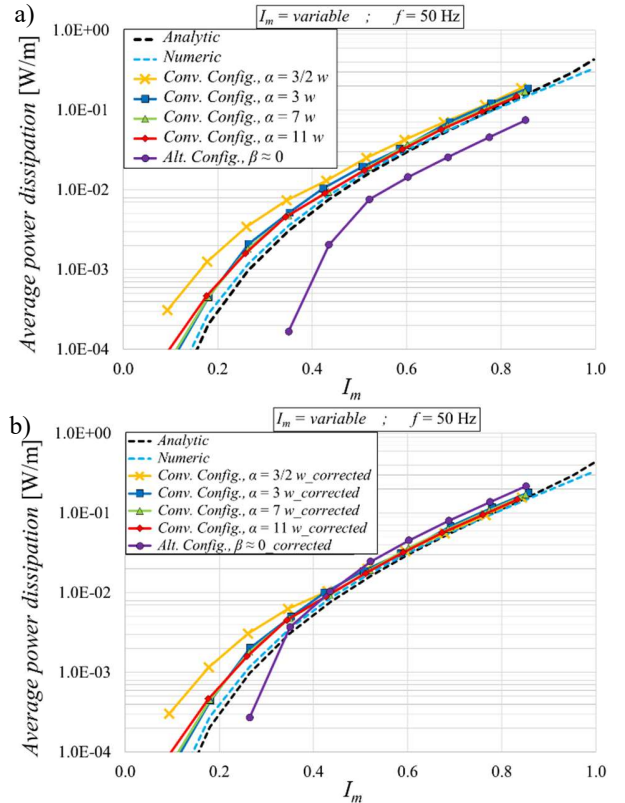 a)
I_m = variable ; f = 50 Hz
Average power dissipation [W/m]
1.0E+00
1.0E-01
1.0E-02
1.0E-03
1.0E-04
Analytic
Numeric
Conv. Config., α = 3/2 w
Conv. Config., α = 3 w
Conv. Config., α = 7 w
Conv. Config., α = 11 w
Alt. Config., β ≈ 0
0.0 0.2 0.4 0.6 0.8 1.0
I_m
b)
I_m = variable ; f = 50 Hz
Average power dissipation [W/m]
1.0E+00
1.0E-01
1.0E-02
1.0E-03
1.0E-04
Analytic
Numeric
Conv. Config., α = 3/2 w_corrected
Conv. Config., α = 3 w_corrected
Conv. Config., α = 7 w_corrected
Conv. Config., α = 11 w_corrected
Alt. Config., β ≈ 0_corrected
0.0 0.2 0.4 0.6 0.8 1.0
I_m